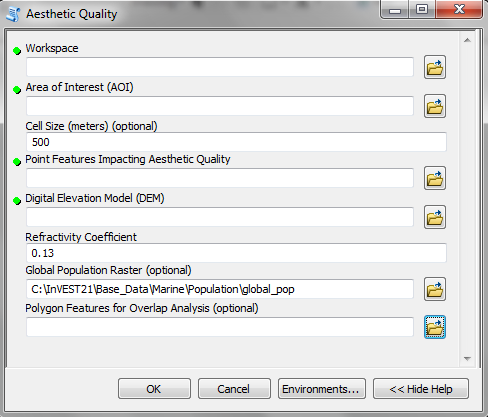 Aesthetic Quality
Workspace
Area of Interest (AOI)
Cell Size (meters) (optional)
500
Point Features Impacting Aesthetic Quality
Digital Elevation Model (DEM)
Refractivity Coefficient
0.13
Global Population Raster (optional)
C:\InVEST21\Base_Data\Marine\Population\global_pop
Polygon Features for Overlap Analysis (optional)
OK Cancel Environments... << Hide Help